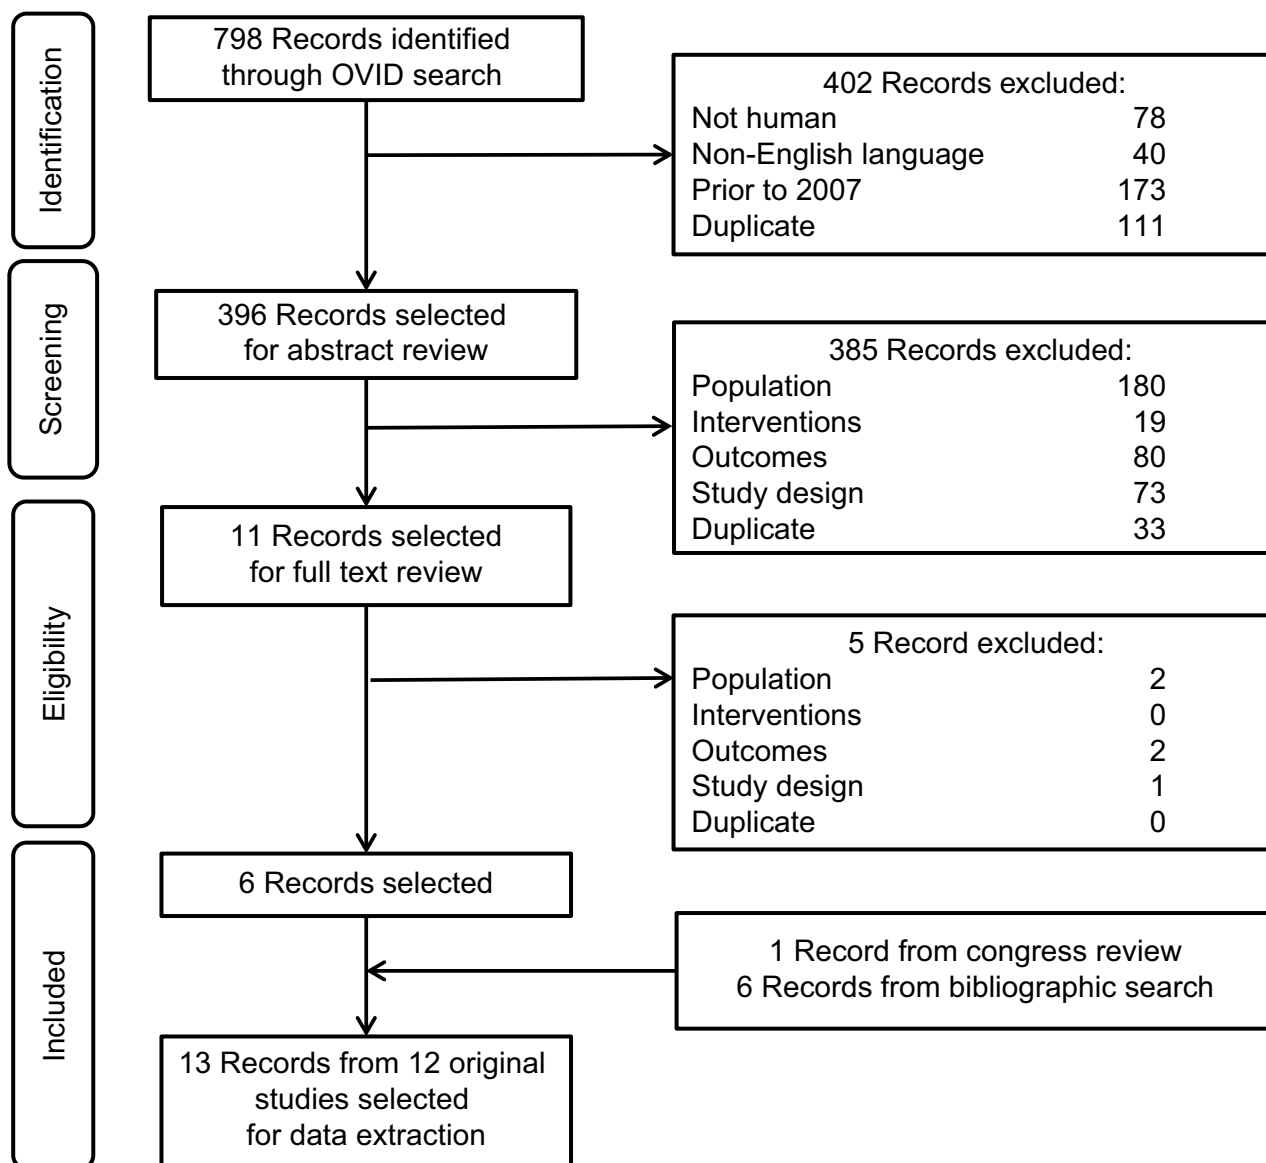 Identification
798 Records identified
through OVID search
402 Records excluded:
Not human 78
Non-English language 40
Prior to 2007 173
Duplicate 111
Screening
396 Records selected
for abstract review
385 Records excluded:
Population 180
Interventions 19
Outcomes 80
Study design 73
Duplicate 33
Eligibility
11 Records selected
for full text review
5 Record excluded:
Population 2
Interventions 0
Outcomes 2
Study design 1
Duplicate 0
Included
6 Records selected
1 Record from congress review
6 Records from bibliographic search
13 Records from 12 original
studies selected
for data extraction